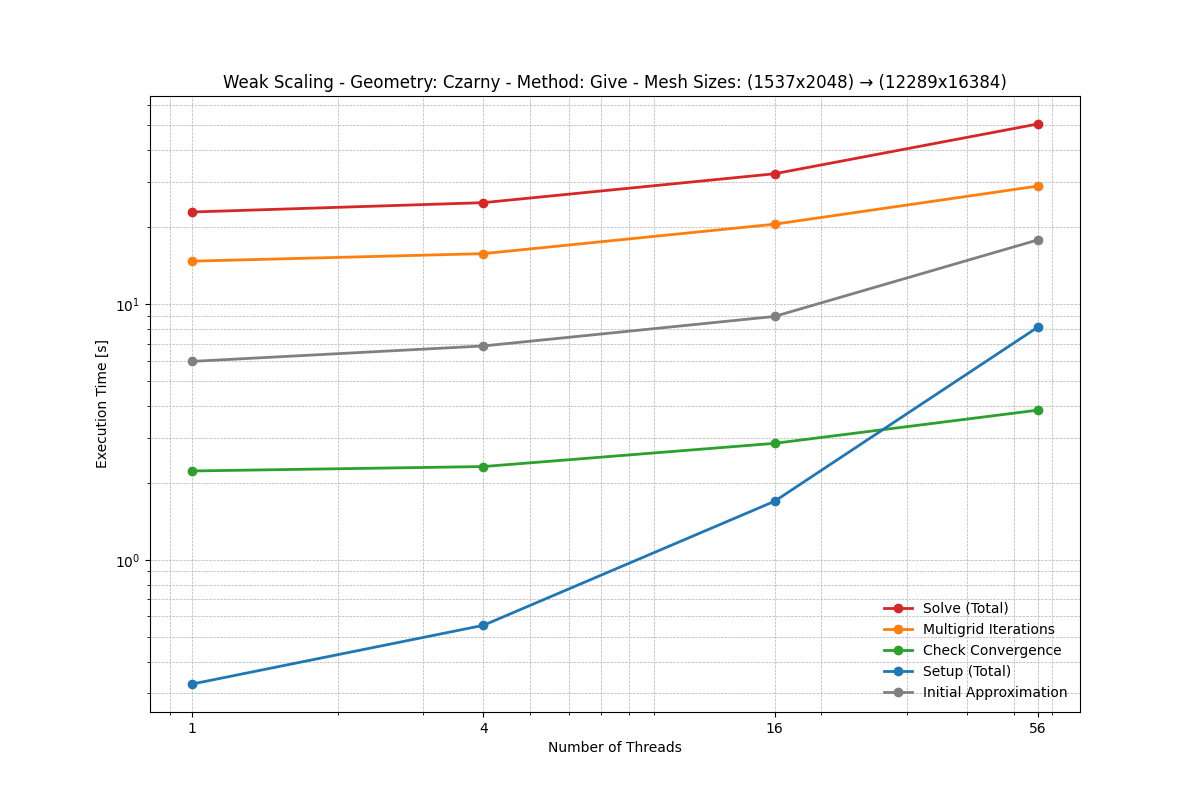 Weak Scaling - Geometry: Czarny - Method: Give - Mesh Sizes: (1537x2048) → (12289x16384)
Execution Time [s]
10¹
10⁰
Solve (Total)
Multigrid Iterations
Check Convergence
Setup (Total)
Initial Approximation
1 4 16 56
Number of Threads